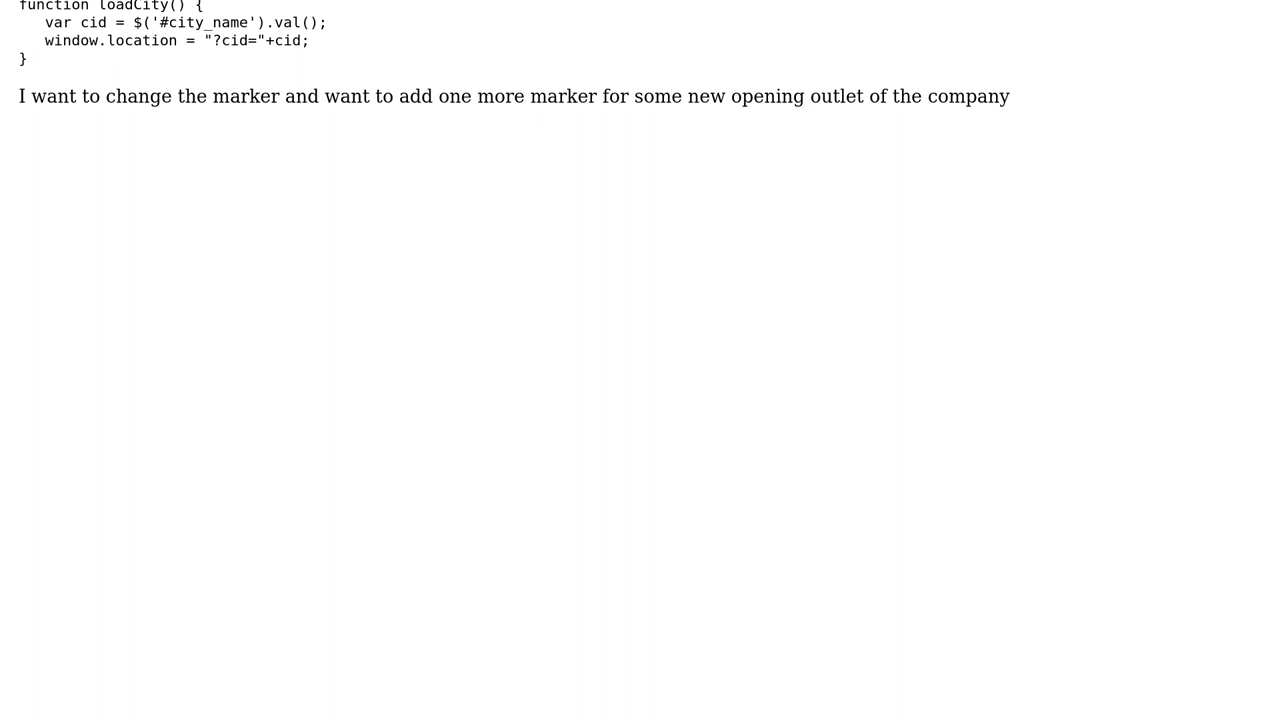 function loadCity() {
var cid = $('#city_name').val();
window.location = "?cid="+cid;
}
I want to change the marker and want to add one more marker for some new opening outlet of the company